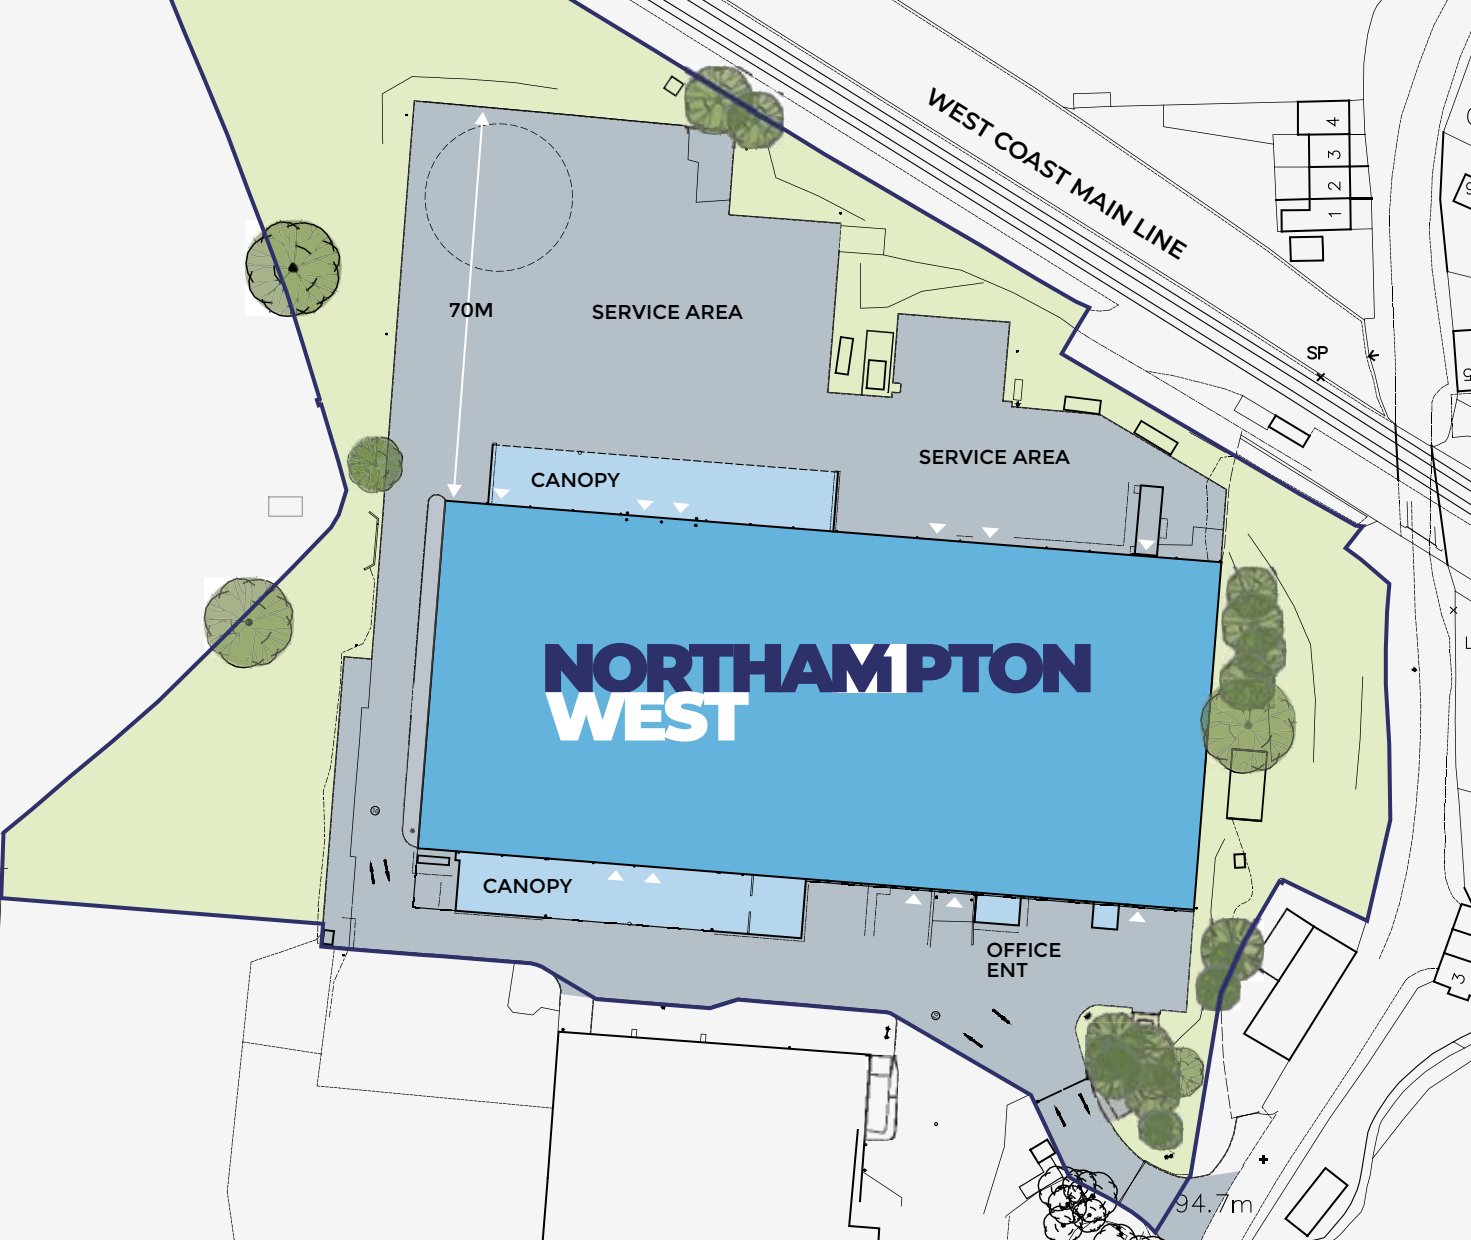 WEST COAST MAIN LINE
4
3
2
1
70M
SERVICE AREA
SP
SERVICE AREA
CANOPY
NORTHAM1PTON
WEST
CANOPY
OFFICE
ENT
3
94.7m